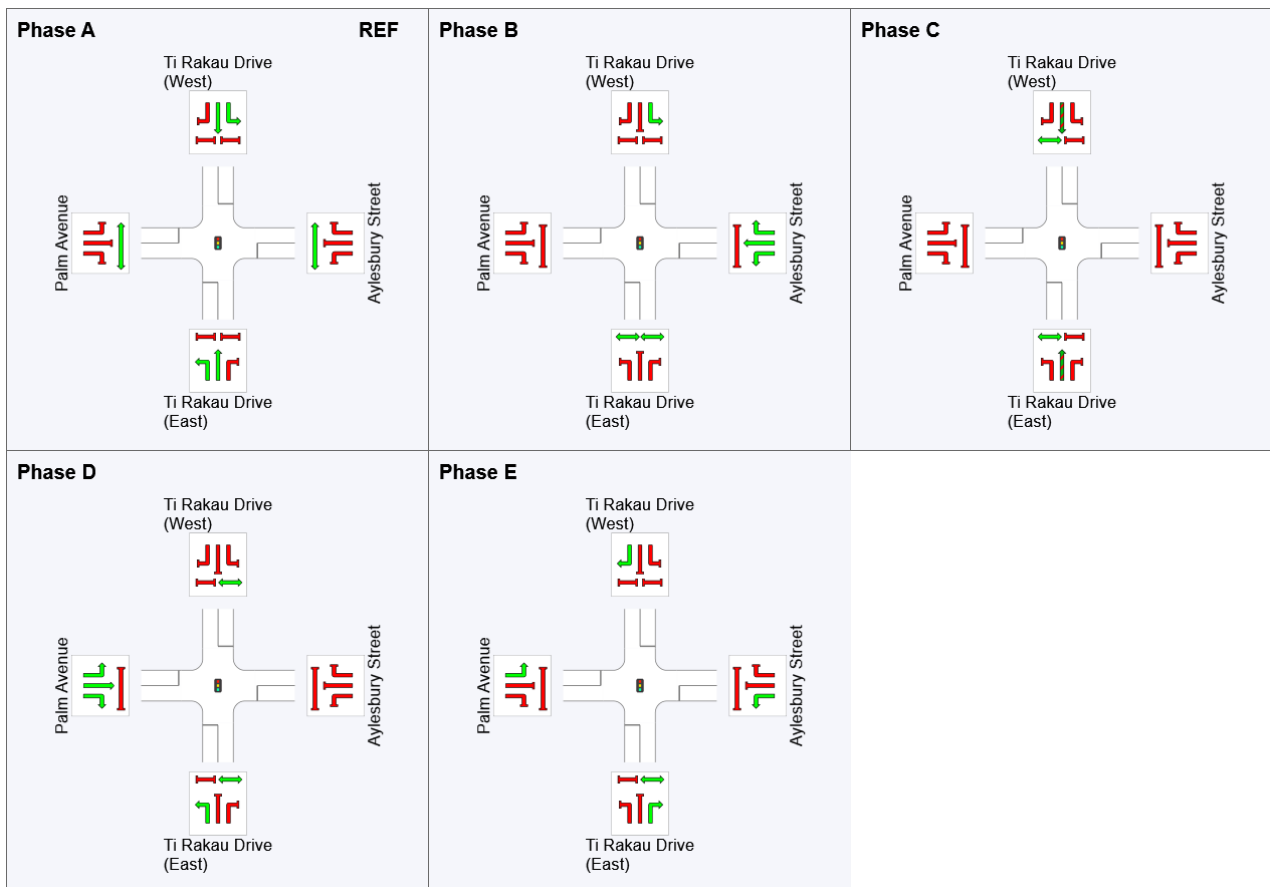 Phase A
REF
Ti Rakau Drive
(West)
Palm Avenue
Aylesbury Street
Ti Rakau Drive
(East)
Phase B
Ti Rakau Drive
(West)
Palm Avenue
Aylesbury Street
Ti Rakau Drive
(East)
Phase C
Ti Rakau Drive
(West)
Palm Avenue
Aylesbury Street
Ti Rakau Drive
(East)
Phase D
Ti Rakau Drive
(West)
Palm Avenue
Aylesbury Street
Ti Rakau Drive
(East)
Phase E
Ti Rakau Drive
(West)
Palm Avenue
Aylesbury Street
Ti Rakau Drive
(East)